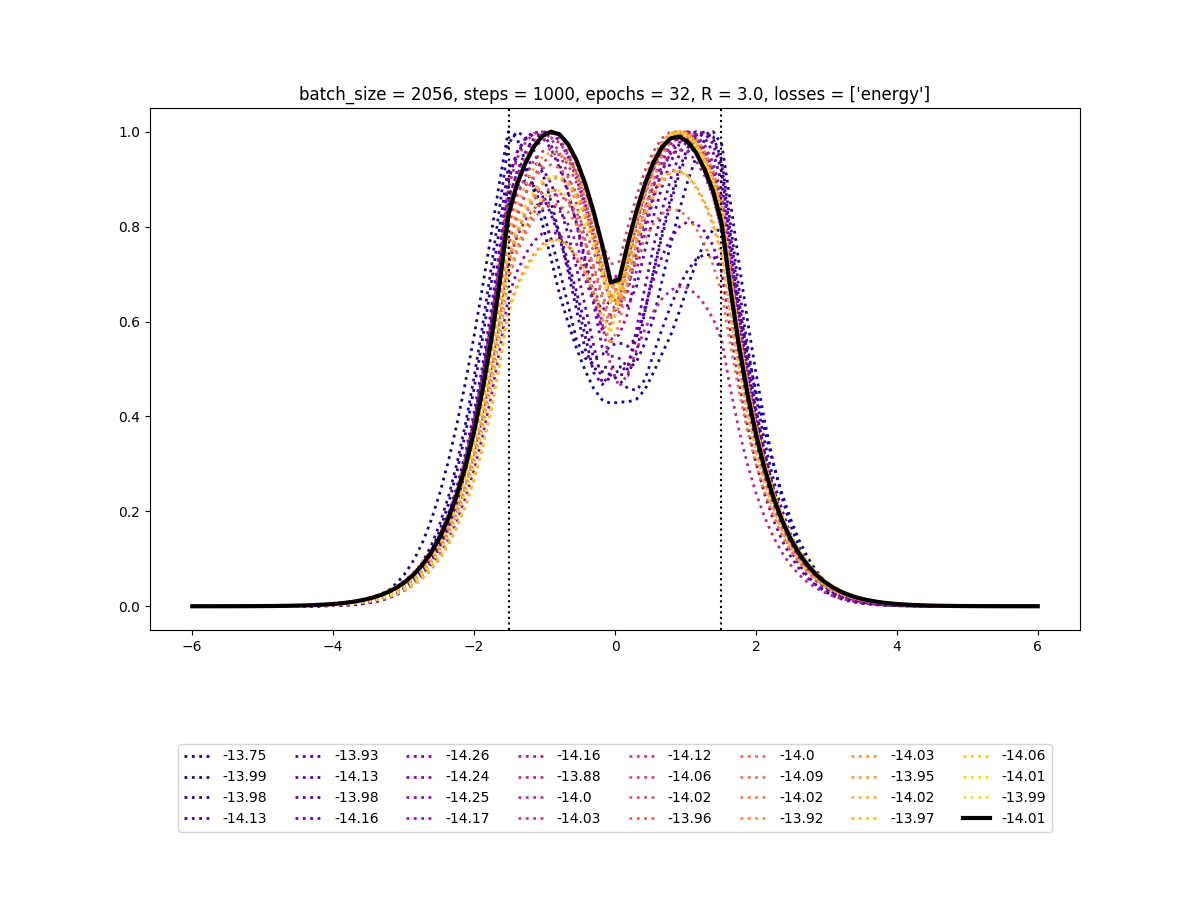 batch_size = 2056, steps = 1000, epochs = 32, R = 3.0, losses = ['energy']
1.0
0.8
0.6
0.4
0.2
0.0
−6 −4 −2 0 2 4 6
-13.75 -13.93 -14.26 -14.16 -14.12 -14.0 -14.03 -14.06
-13.99 -14.13 -14.24 -13.88 -14.06 -14.09 -13.95 -14.01
-13.98 -13.98 -14.25 -14.0 -14.02 -14.02 -14.02 -13.99
-14.13 -14.16 -14.17 -14.03 -13.96 -13.92 -13.97 -14.01